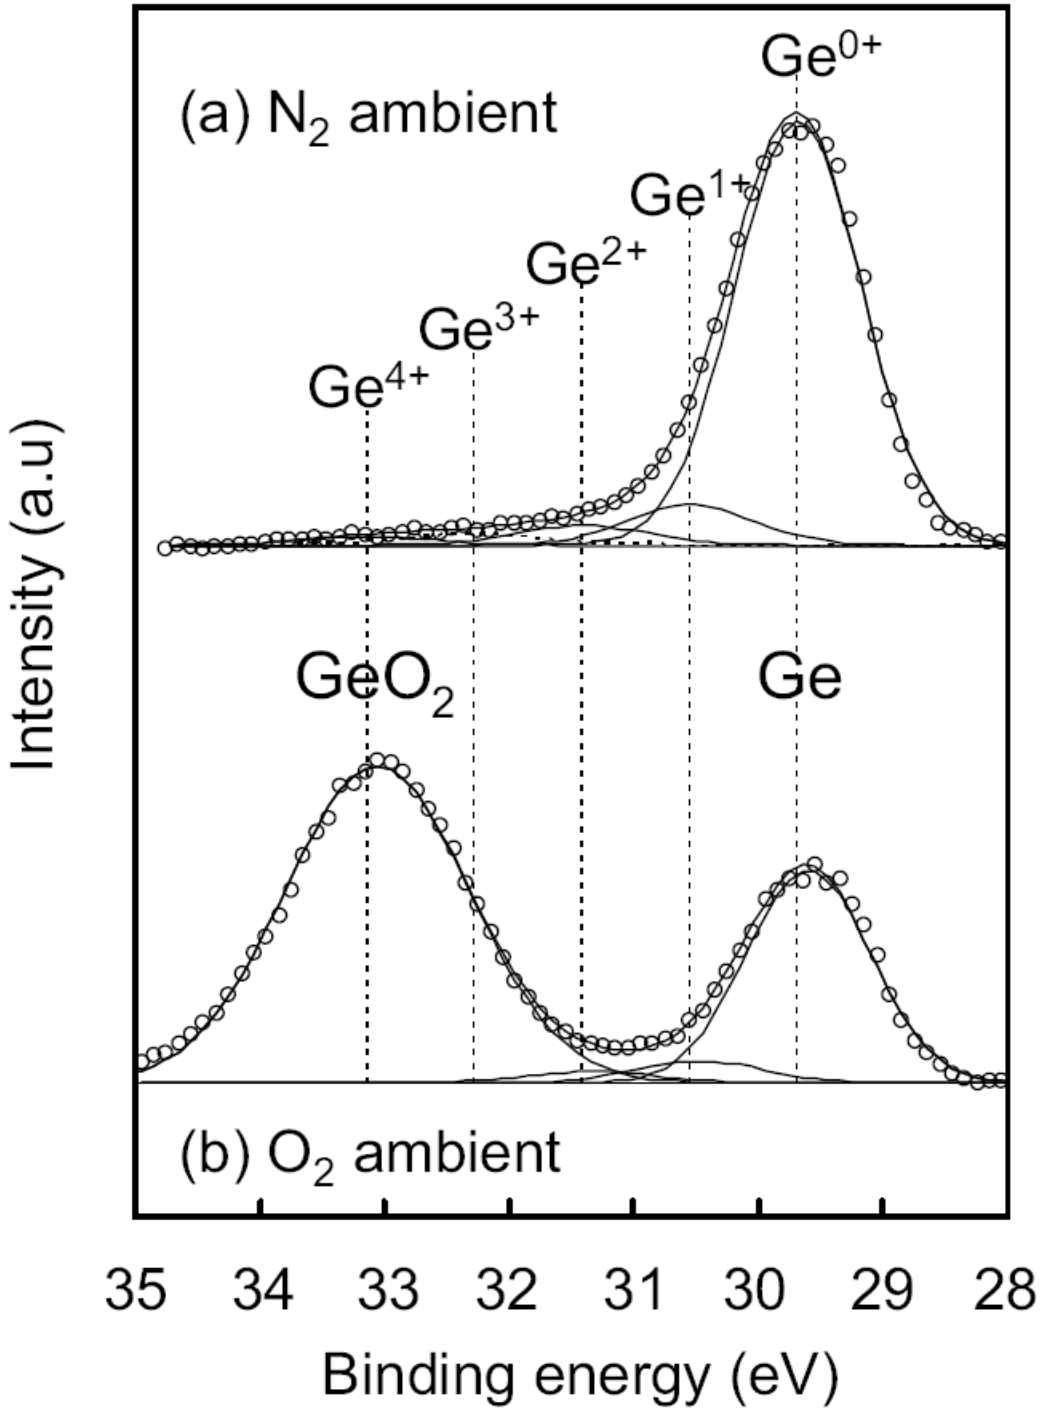 Ge⁰⁺
(a) N₂ ambient
Ge¹⁺
Ge²⁺
Ge³⁺
Ge⁴⁺
Intensity (a.u)
GeO₂
Ge
(b) O₂ ambient
35 34 33 32 31 30 29 28
Binding energy (eV)